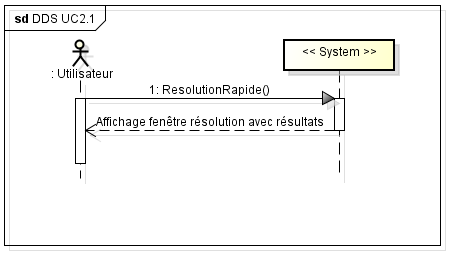 sd DDS UC2.1
: Utilisateur
<< System >>
1: ResolutionRapide()
Affichage fenêtre résolution avec résultats